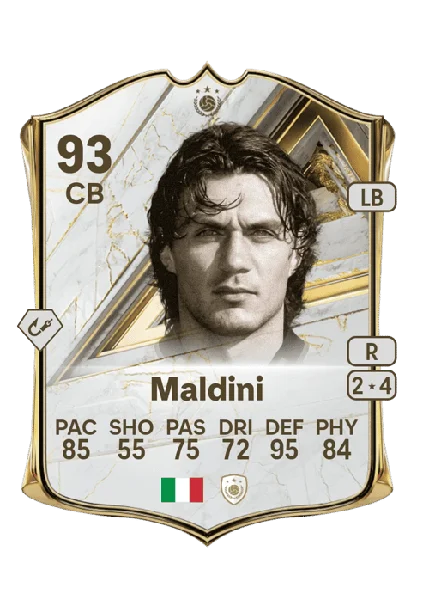 93
CB
LB
R
2★4
Maldini
PAC SHO PAS DRI DEF PHY
85 55 75 72 95 84